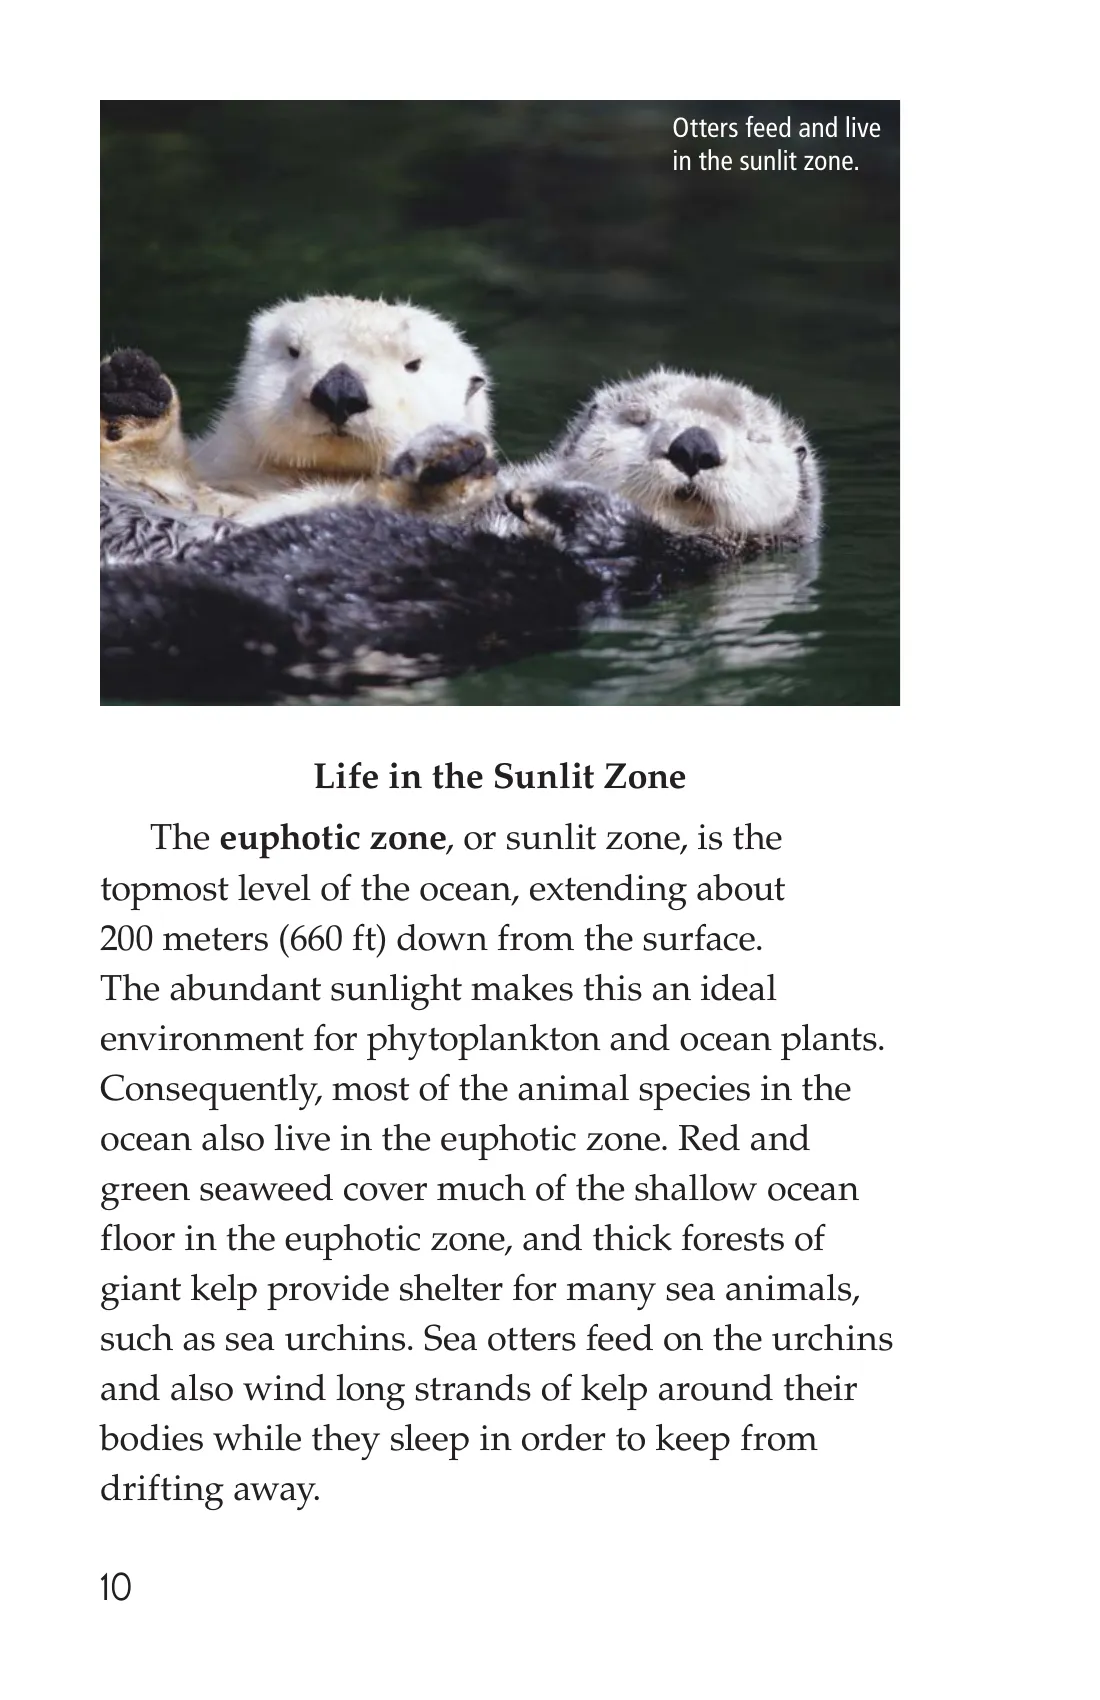 Otters feed and live
in the sunlit zone.
Life in the Sunlit Zone
The euphotic zone, or sunlit zone, is the
topmost level of the ocean, extending about
200 meters (660 ft) down from the surface.
The abundant sunlight makes this an ideal
environment for phytoplankton and ocean plants.
Consequently, most of the animal species in the
ocean also live in the euphotic zone. Red and
green seaweed cover much of the shallow ocean
floor in the euphotic zone, and thick forests of
giant kelp provide shelter for many sea animals,
such as sea urchins. Sea otters feed on the urchins
and also wind long strands of kelp around their
bodies while they sleep in order to keep from
drifting away.
10